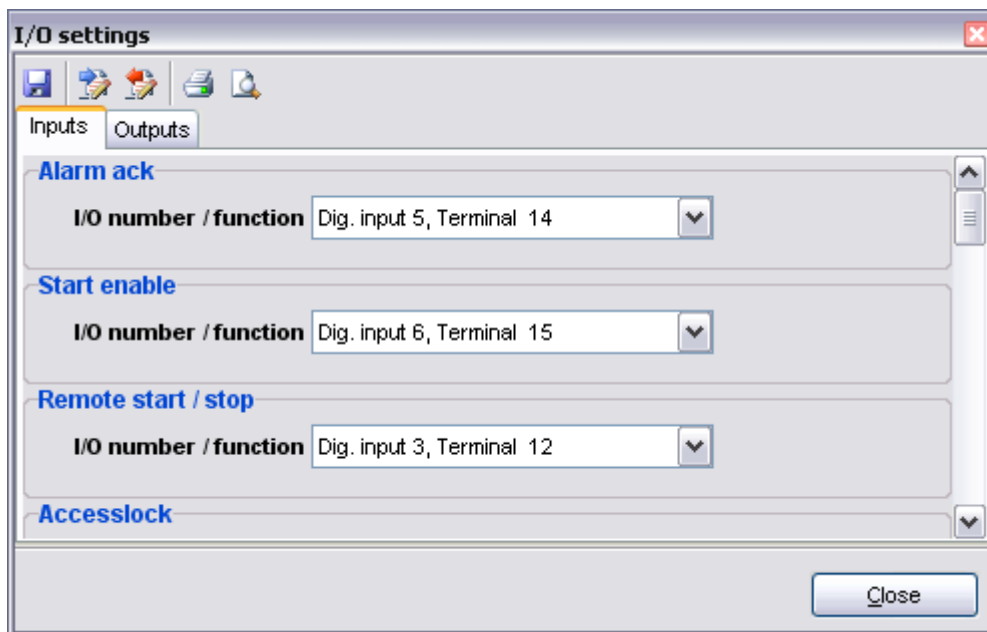 I/O settings
Inputs Outputs
Alarm ack
I/O number / function Dig. input 5, Terminal 14
Start enable
I/O number / function Dig. input 6, Terminal 15
Remote start / stop
I/O number / function Dig. input 3, Terminal 12
Accesslock
Close